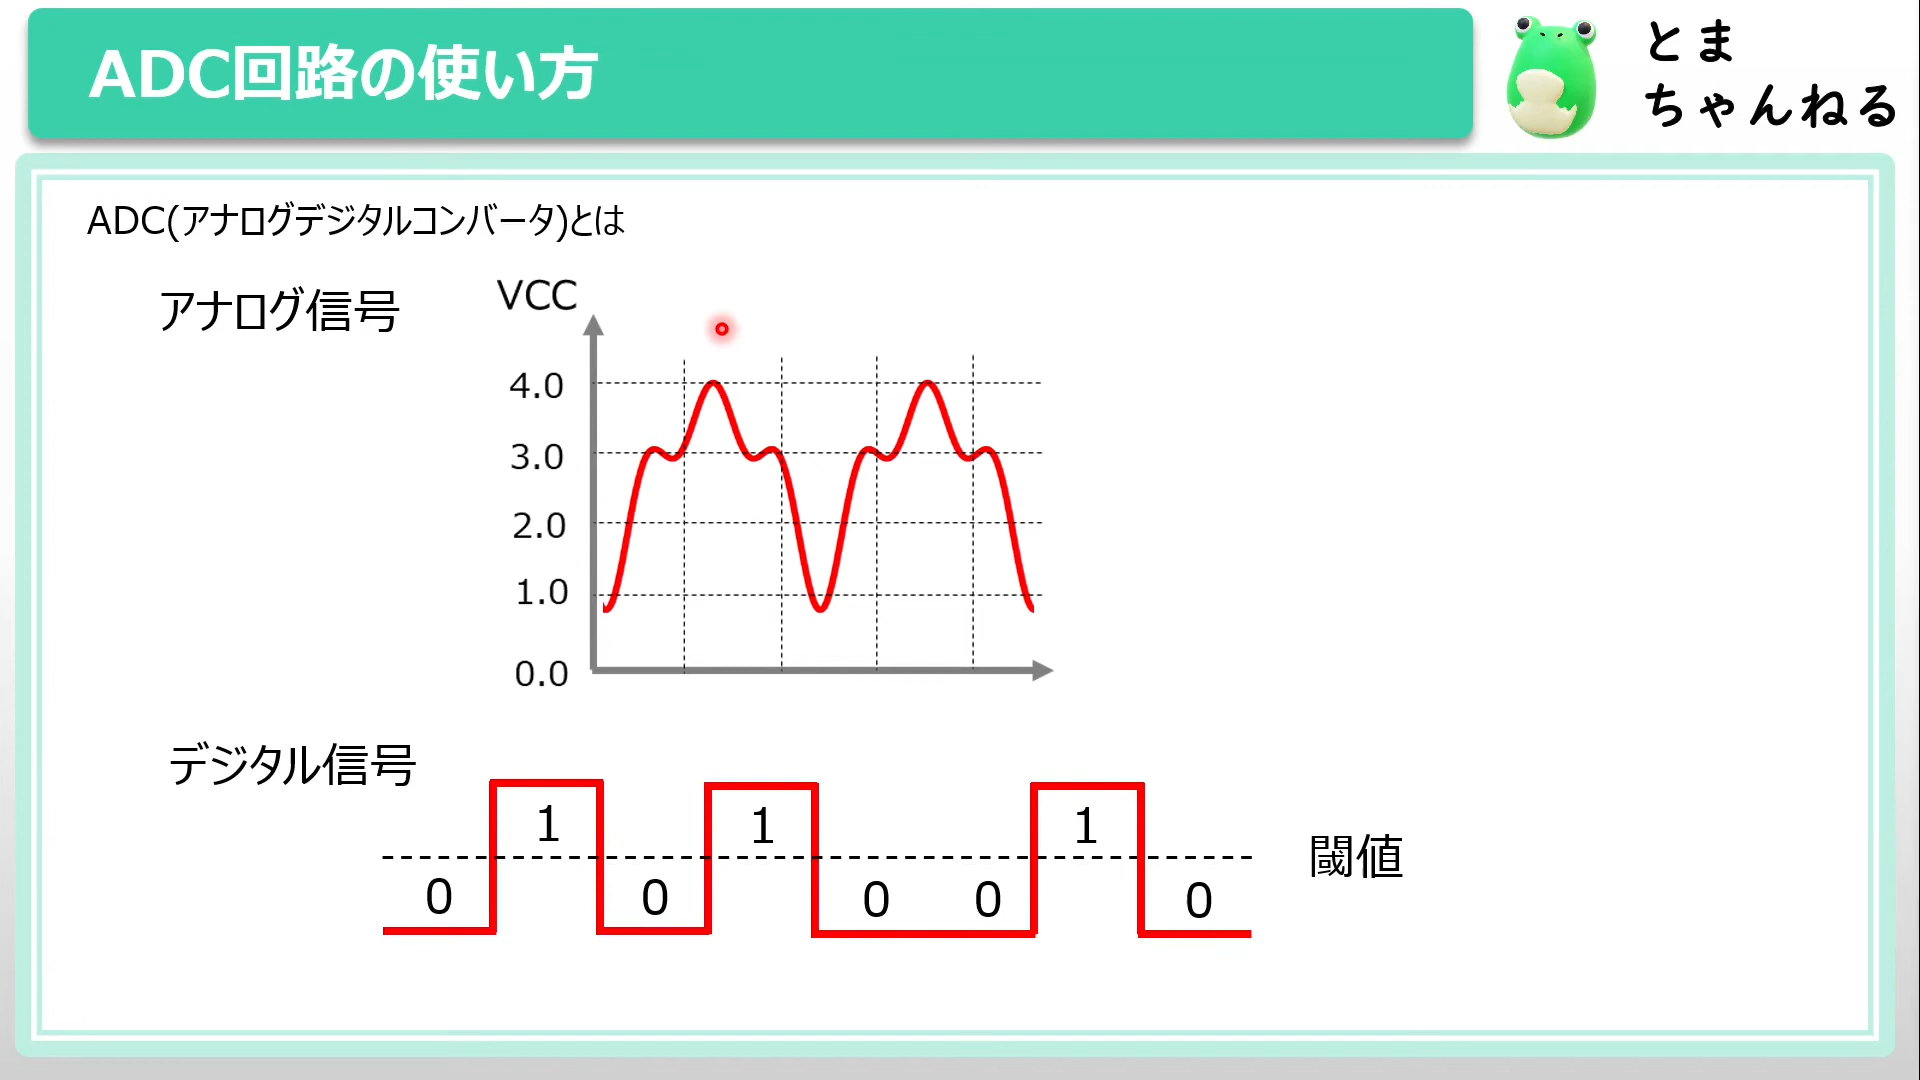 ADC回路の使い方
とま
ちゃんねる
ADC(アナログデジタルコンバータ)とは
アナログ信号
VCC
4.0
3.0
2.0
1.0
0.0
デジタル信号
1 1 1
閾値
0 0 0 0 0